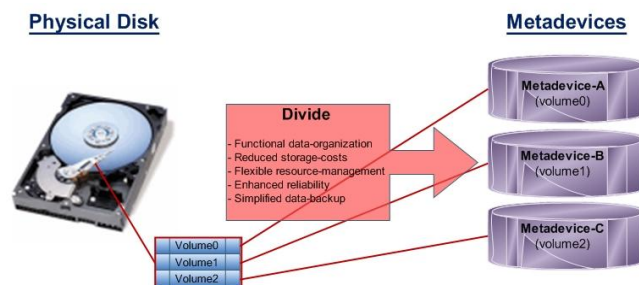 Physical Disk
Metadevices
Divide
- Functional data-organization
- Reduced storage-costs
- Flexible resource-management
- Enhanced reliability
- Simplified data-backup
Metadevice-A
(volume0)
Metadevice-B
(volume1)
Metadevice-C
(volume2)
Volume0
Volume1
Volume2